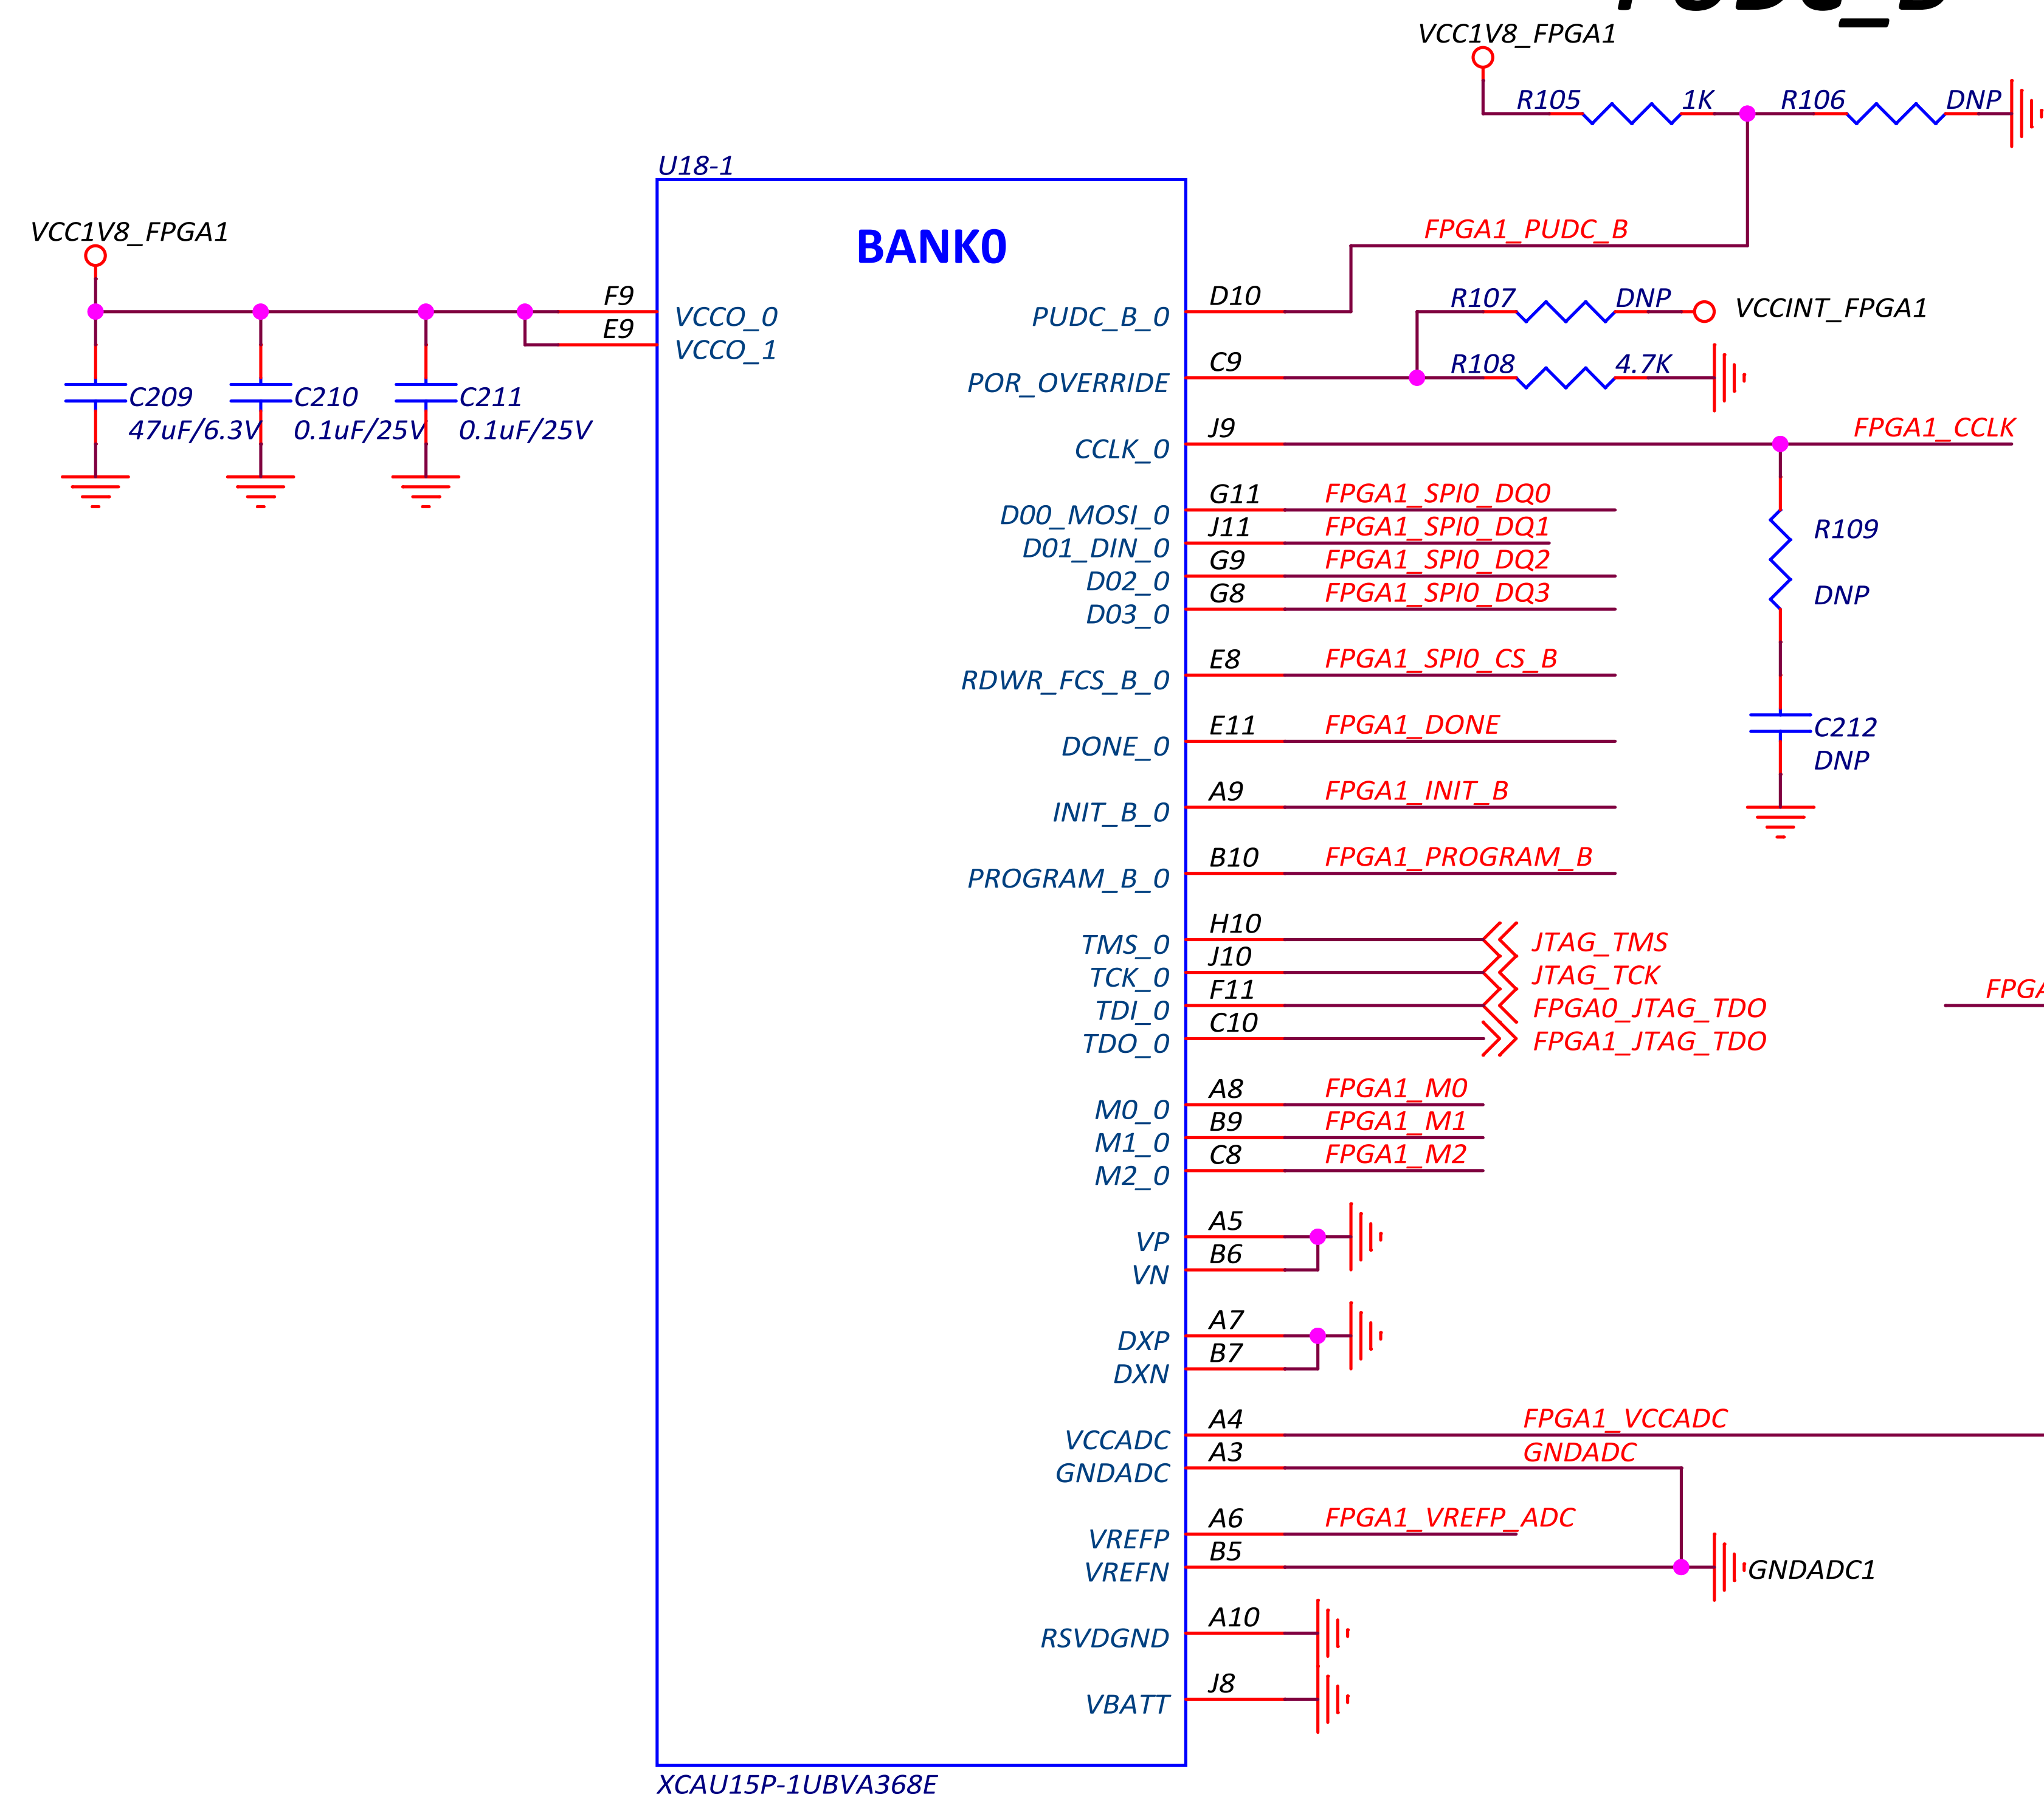 PUDC_B
VCC1V8_FPGA1
R105 1K R106 DNP
U18-1
VCC1V8_FPGA1
BANK0
FPGA1_PUDC_B
F9 VCCO_0
E9 VCCO_1
C209 47uF/6.3V
C210 0.1uF/25V
C211 0.1uF/25V
PUDC_B_0 D10
R107 DNP VCCINT_FPGA1
POR_OVERRIDE C9 R108 4.7K
CCLK_0 J9 FPGA1_CCLK
D00_MOSI_0 G11 FPGA1_SPI0_DQ0
D01_DIN_0 J11 FPGA1_SPI0_DQ1
D02_0 G9 FPGA1_SPI0_DQ2
D03_0 G8 FPGA1_SPI0_DQ3
R109
DNP
RDWR_FCS_B_0 E8 FPGA1_SPI0_CS_B
DONE_0 E11 FPGA1_DONE
C212
DNP
INIT_B_0 A9 FPGA1_INIT_B
PROGRAM_B_0 B10 FPGA1_PROGRAM_B
TMS_0 H10 JTAG_TMS
TCK_0 J10 JTAG_TCK
TDI_0 F11 FPGA0_JTAG_TDO
TDO_0 C10 FPGA1_JTAG_TDO
M0_0 A8 FPGA1_M0
M1_0 B9 FPGA1_M1
M2_0 C8 FPGA1_M2
VP A5
VN B6
DXP A7
DXN B7
VCCADC A4 FPGA1_VCCADC
GNDADC A3 GNDADC
VREFP A6 FPGA1_VREFP_ADC
VREFN B5 GNDADC1
RSVDGND A10
VBATT J8
XCAU15P-1UBVA368E